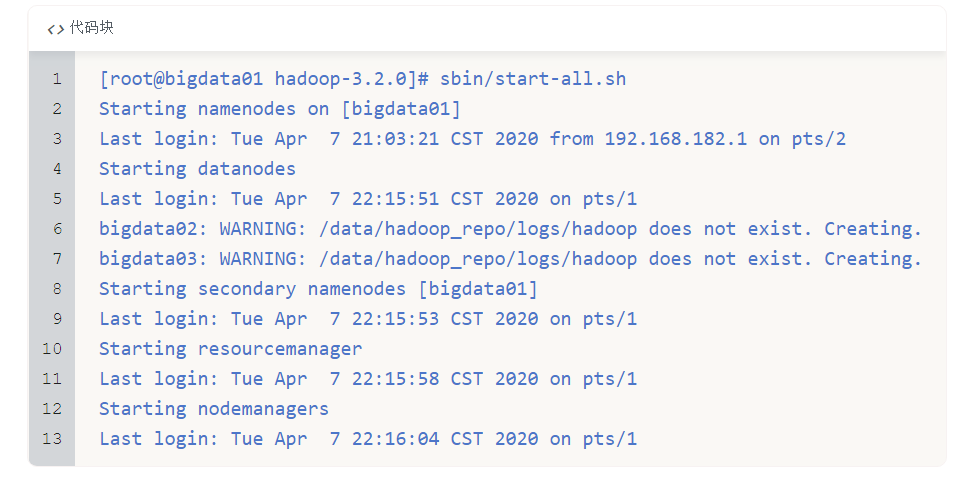 <> 代码块
1 [root@bigdata01 hadoop-3.2.0]# sbin/start-all.sh
2 Starting namenodes on [bigdata01]
3 Last login: Tue Apr  7 21:03:21 CST 2020 from 192.168.182.1 on pts/2
4 Starting datanodes
5 Last login: Tue Apr  7 22:15:51 CST 2020 on pts/1
6 bigdata02: WARNING: /data/hadoop_repo/logs/hadoop does not exist. Creating.
7 bigdata03: WARNING: /data/hadoop_repo/logs/hadoop does not exist. Creating.
8 Starting secondary namenodes [bigdata01]
9 Last login: Tue Apr  7 22:15:53 CST 2020 on pts/1
10 Starting resourcemanager
11 Last login: Tue Apr  7 22:15:58 CST 2020 on pts/1
12 Starting nodemanagers
13 Last login: Tue Apr  7 22:16:04 CST 2020 on pts/1